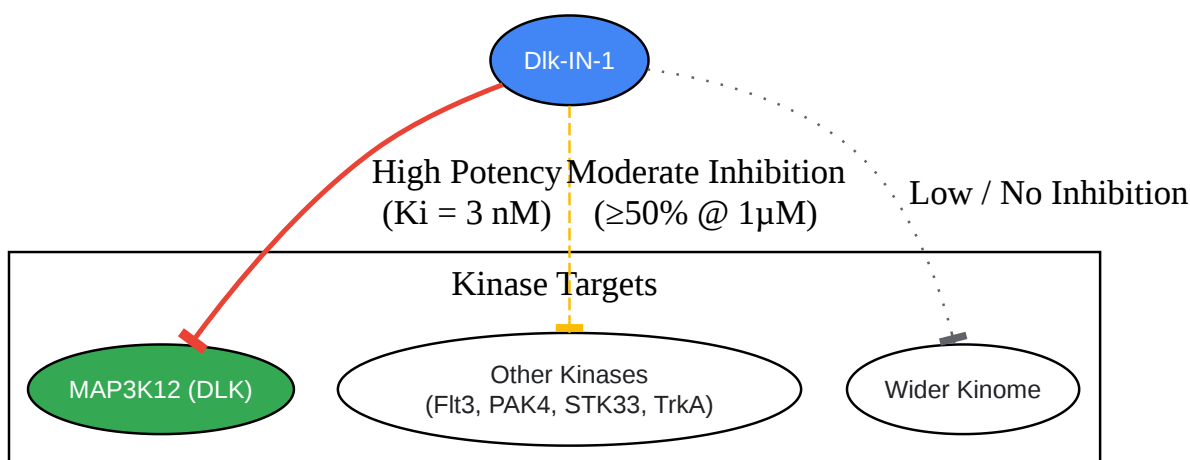 Dlk-IN-1
High Potency
(Ki = 3 nM)
Moderate Inhibition
(≥50% @ 1µM)
Low / No Inhibition
Kinase Targets
MAP3K12 (DLK)
Other Kinases
(Flt3, PAK4, STK33, TrkA)
Wider Kinome